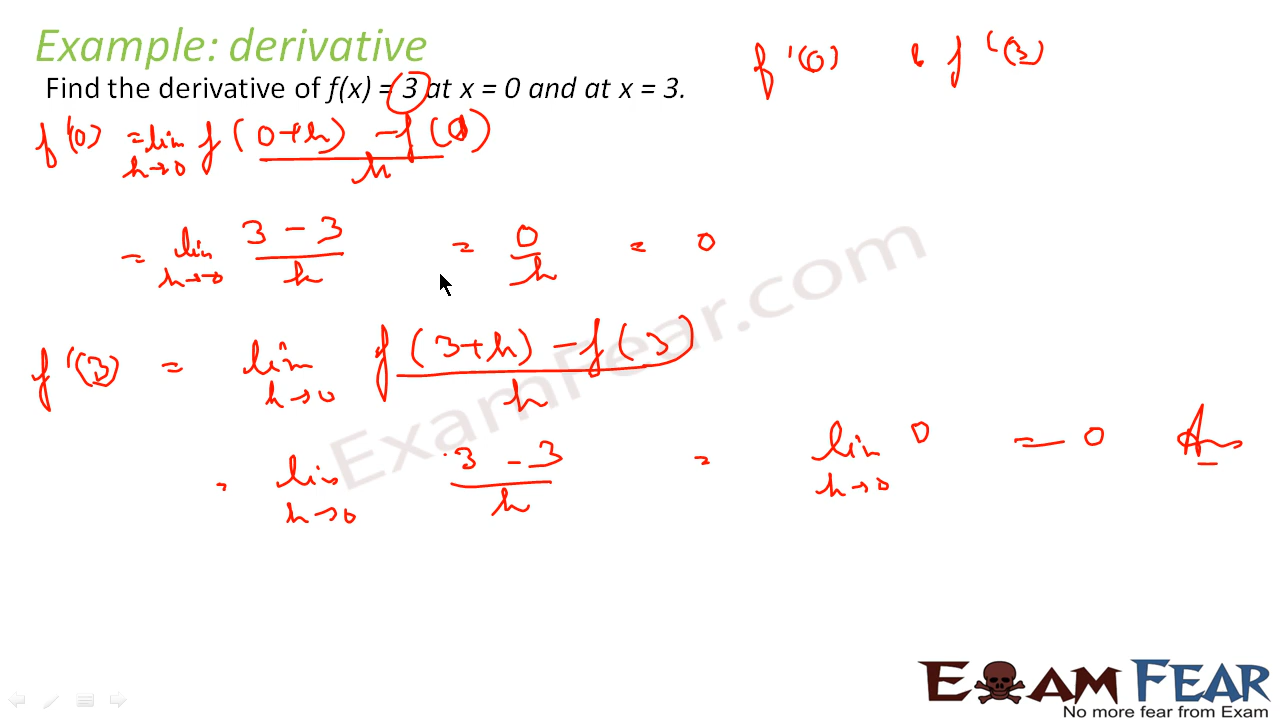 Example: derivative
f'(0) & f'(3)
Find the derivative of f(x) = 3 at x = 0 and at x = 3.
f'(0) = lim h→0 f(0+h) - f(0) / h
= lim h→0 3 - 3 / h = 0 / h = 0
f'(3) = lim h→0 f(3+h) - f(3) / h
= lim h→0 3 - 3 / h = lim h→0 0 = 0 Ans
ExamFear.com
EXAM FEAR
No more fear from Exam